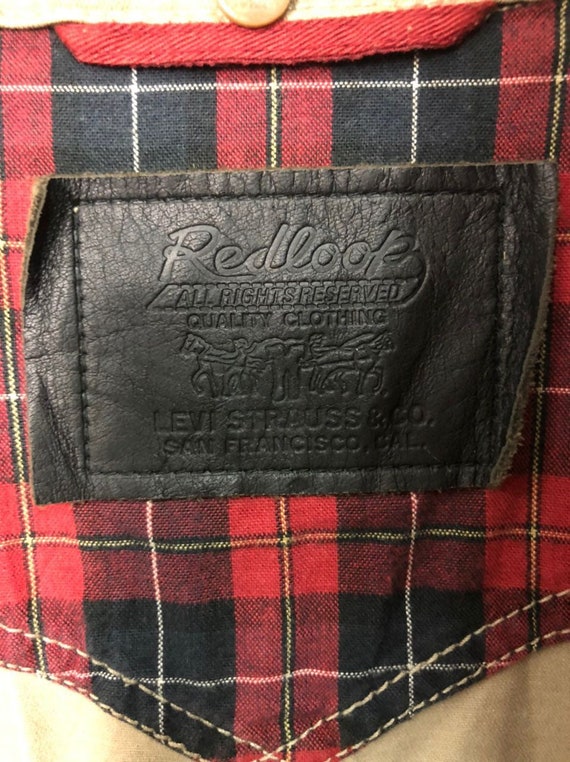 Redloop
ALL RIGHTS RESERVED
QUALITY CLOTHING
LEVI STRAUSS & CO.
SAN FRANCISCO, CAL.